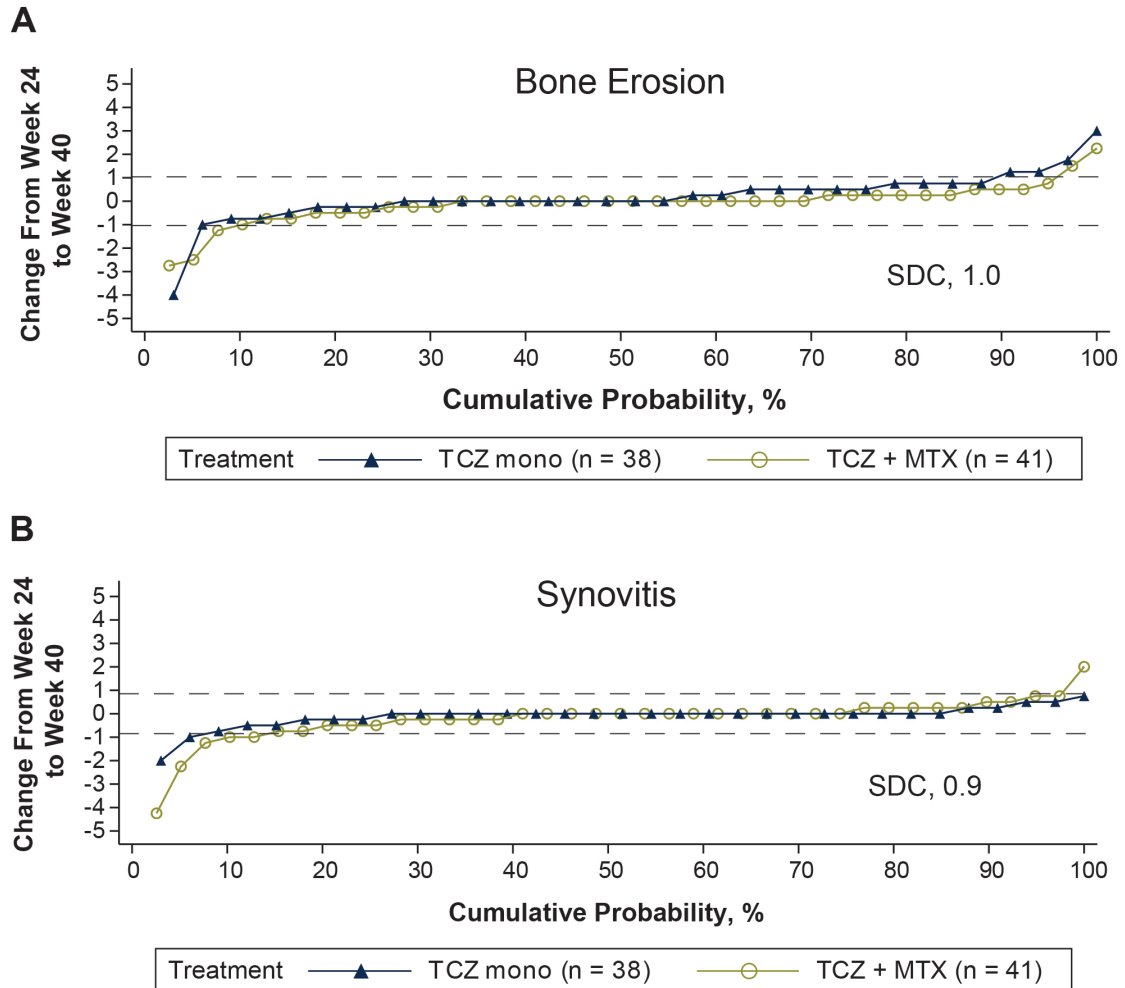 A
Bone Erosion
Change From Week 24
to Week 40
5
4
3
2
1
0
-1
-2
-3
-4
-5
SDC, 1.0
0 10 20 30 40 50 60 70 80 90 100
Cumulative Probability, %
Treatment TCZ mono (n = 38) TCZ + MTX (n = 41)
B
Synovitis
Change From Week 24
to Week 40
5
4
3
2
1
0
-1
-2
-3
-4
-5
SDC, 0.9
0 10 20 30 40 50 60 70 80 90 100
Cumulative Probability, %
Treatment TCZ mono (n = 38) TCZ + MTX (n = 41)